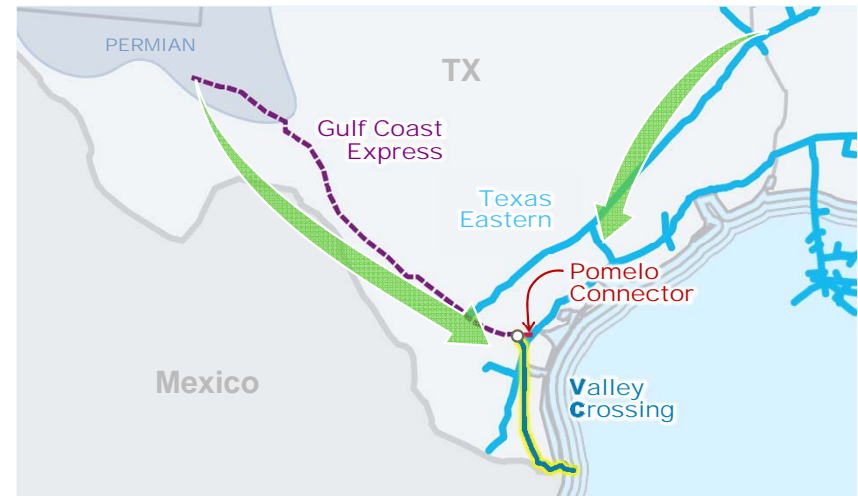 PERMIAN
TX
Gulf Coast
Express
Texas
Eastern
Pomelo
Connector
Mexico
Valley
Crossing